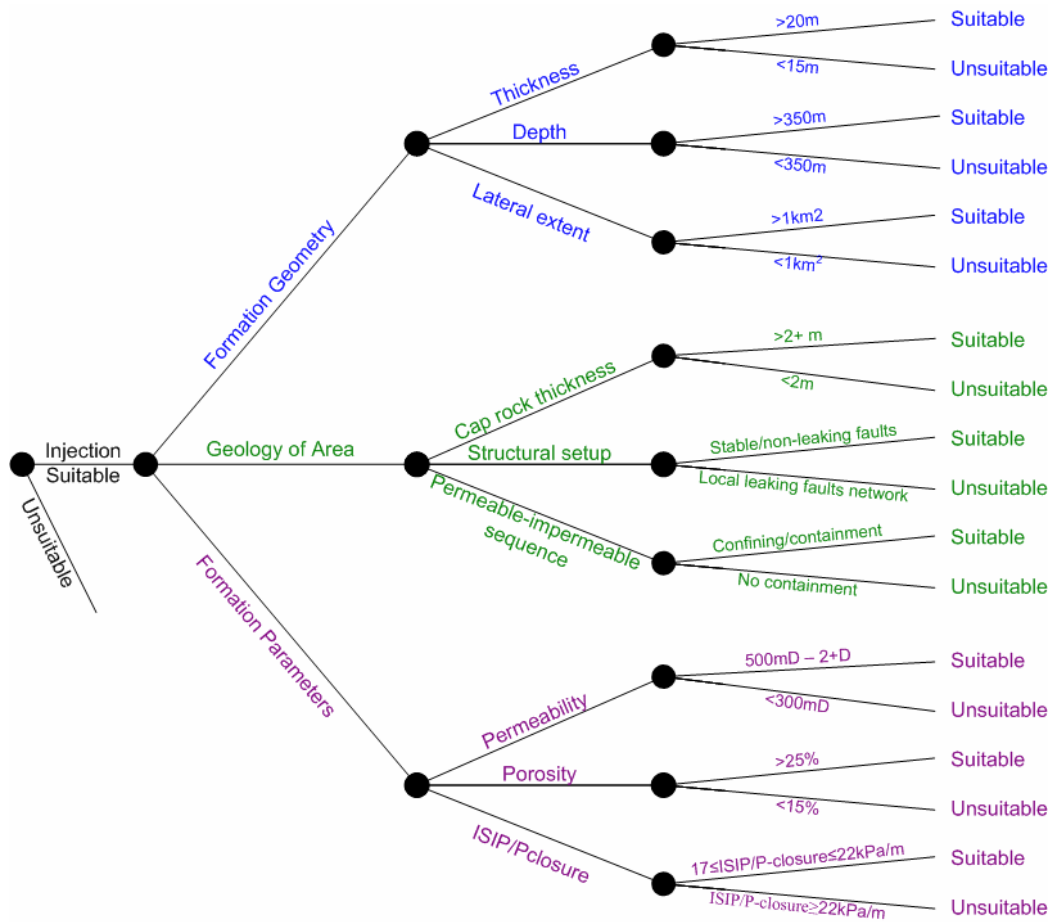 >20m
Suitable
Thickness
<15m
Unsuitable
>350m
Suitable
Depth
<350m
Unsuitable
Lateral extent
>1km2
Suitable
<1km²
Unsuitable
Formation Geometry
>2+ m
Suitable
Cap rock thickness
<2m
Unsuitable
Injection
Suitable
Unsuitable
Geology of Area
Structural setup
Stable/non-leaking faults
Suitable
Local leaking faults network
Unsuitable
Permeable-impermeable
sequence
Confining/containment
Suitable
No containment
Unsuitable
Formation Parameters
500mD – 2+D
Suitable
Permeability
<300mD
Unsuitable
Porosity
>25%
Suitable
<15%
Unsuitable
ISIP/Pclosure
17≤ISIP/P-closure≤22kPa/m
Suitable
ISIP/P-closure≥22kPa/m
Unsuitable